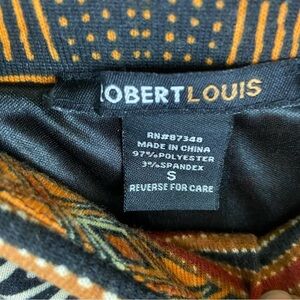 ROBERTLOUIS
RN#87348
MADE IN CHINA
97%POLYESTER
3%SPANDEX
S
REVERSE FOR CARE